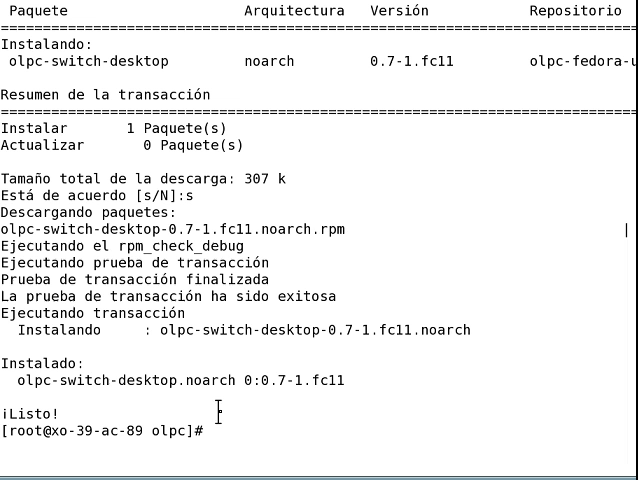 Paquete Arquitectura Versión Repositorio
================================================================================
Instalando:
olpc-switch-desktop noarch 0.7-1.fc11 olpc-fedora-u
Resumen de la transacción
================================================================================
Instalar 1 Paquete(s)
Actualizar 0 Paquete(s)
Tamaño total de la descarga: 307 k
Está de acuerdo [s/N]:s
Descargando paquetes:
olpc-switch-desktop-0.7-1.fc11.noarch.rpm |
Ejecutando el rpm_check_debug
Ejecutando prueba de transacción
Prueba de transacción finalizada
La prueba de transacción ha sido exitosa
Ejecutando transacción
Instalando : olpc-switch-desktop-0.7-1.fc11.noarch
Instalado:
olpc-switch-desktop.noarch 0:0.7-1.fc11
¡Listo!
[root@xo-39-ac-89 olpc]#